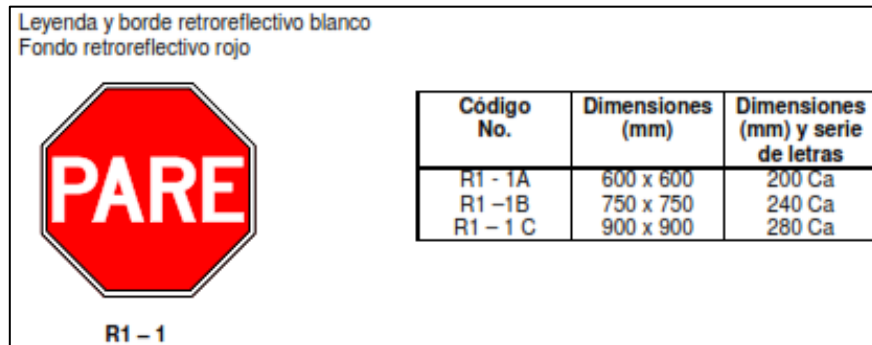 Leyenda y borde retroreflectivo blanco
Fondo retroreflectivo rojo
PARE
R1 – 1
Código No. Dimensiones (mm) Dimensiones (mm) y serie de letras
R1 - 1A 600 x 600 200 Ca
R1 –1B 750 x 750 240 Ca
R1 – 1 C 900 x 900 280 Ca